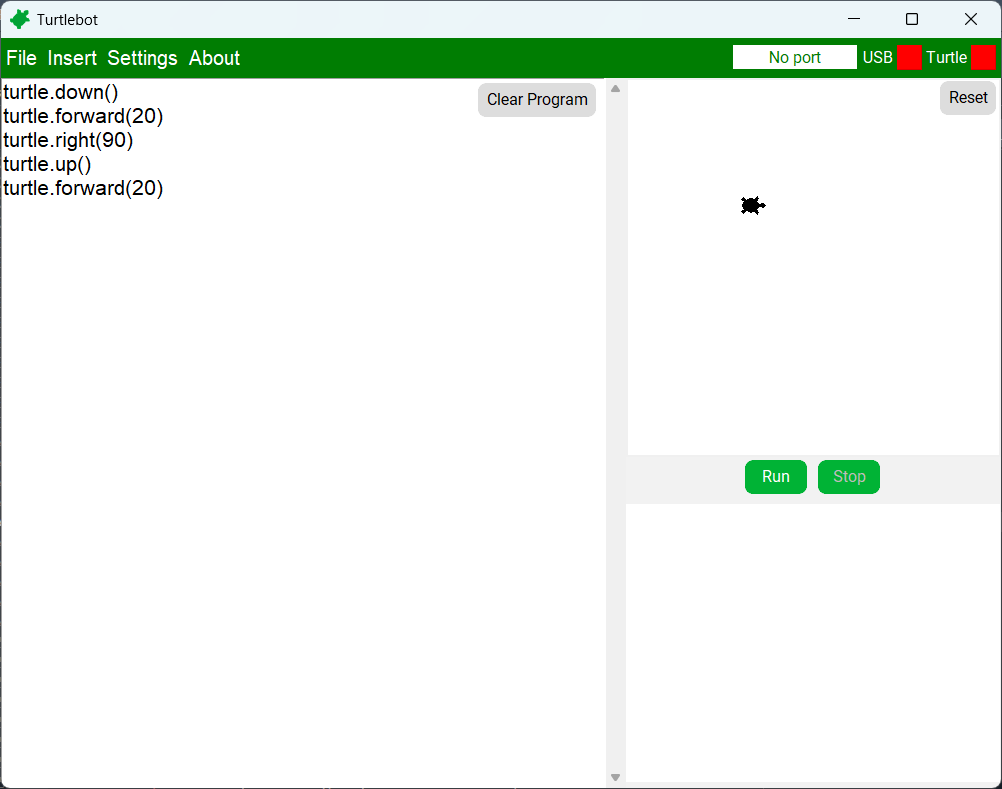 Turtlebot
File Insert Settings About No port USB Turtle
turtle.down()
turtle.forward(20)
turtle.right(90)
turtle.up()
turtle.forward(20)
Clear Program
Reset
Run Stop